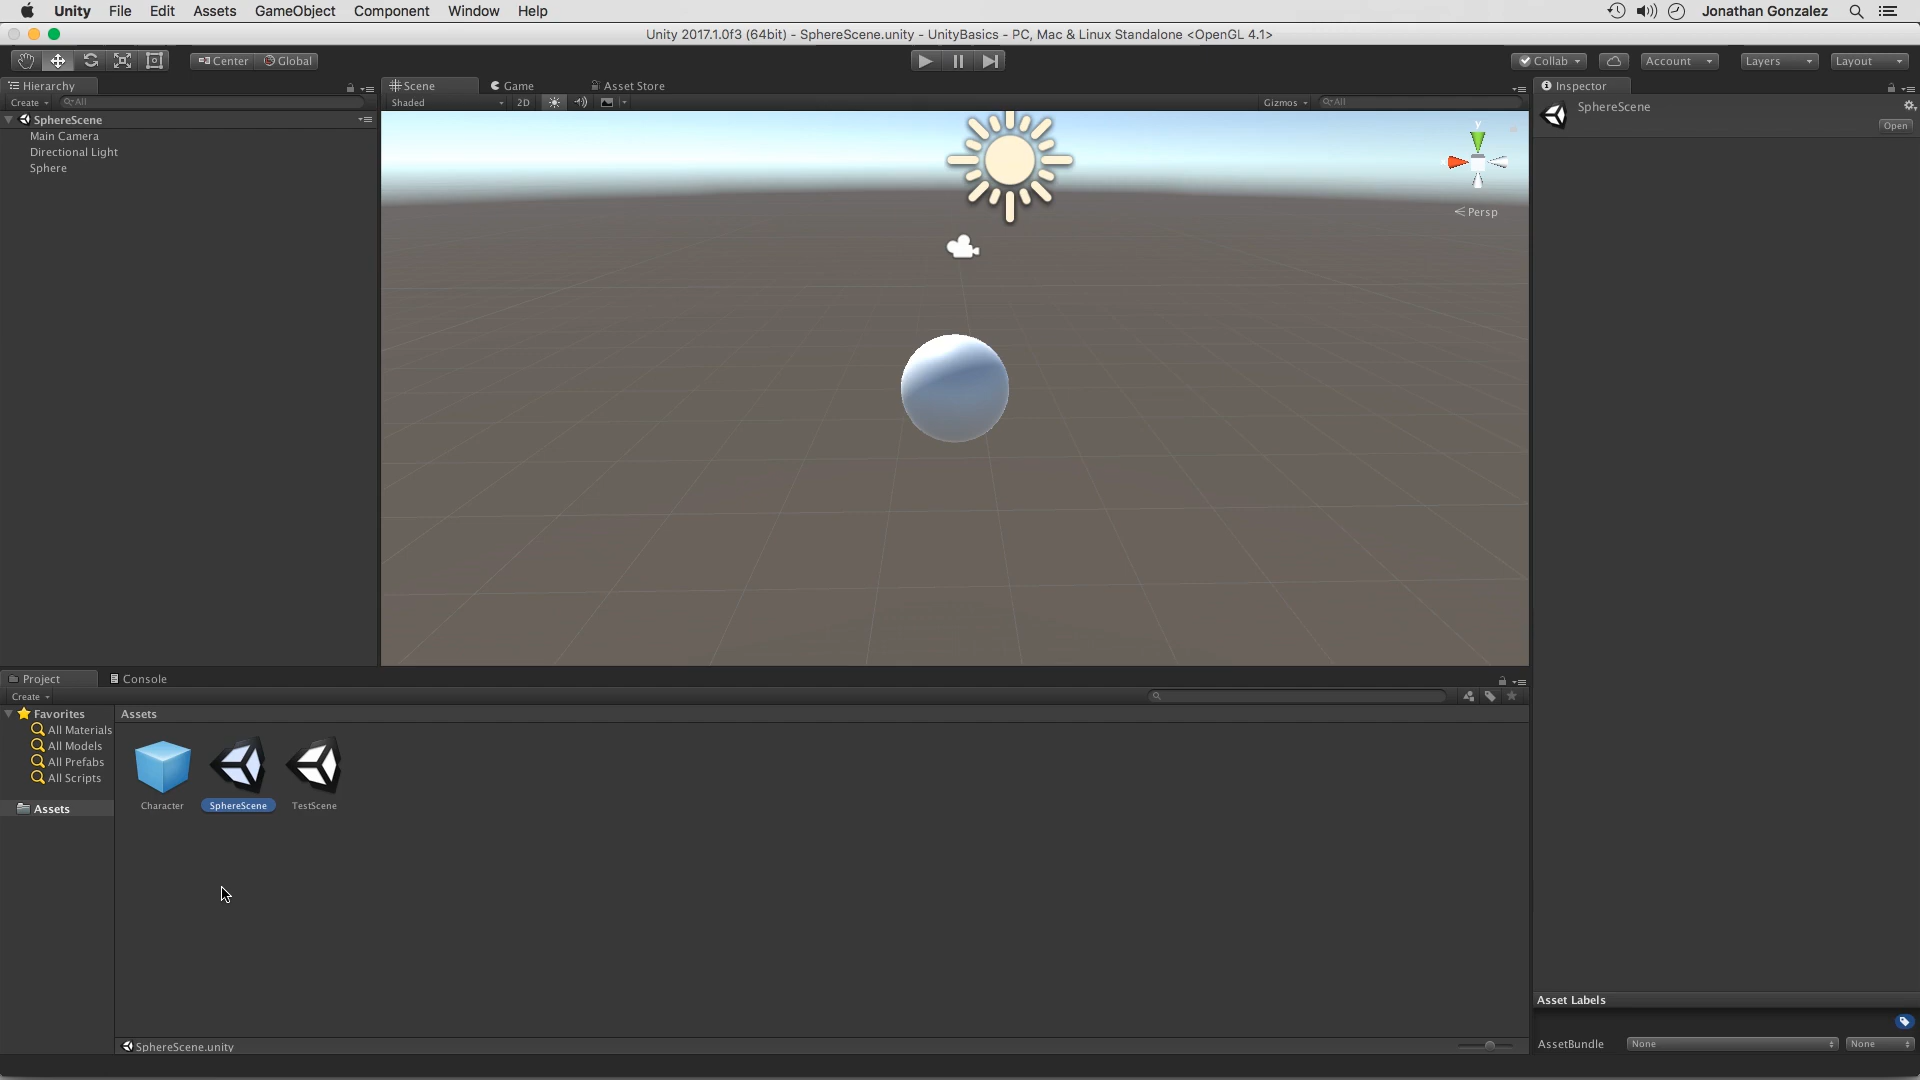 Unity File Edit Assets GameObject Component Window Help Jonathan Gonzalez
Unity 2017.1.0f3 (64bit) - SphereScene.unity - UnityBasics - PC, Mac & Linux Standalone <OpenGL 4.1>
Center Global Collab Account Layers Layout
Hierarchy Scene Game Asset Store Inspector
Create All Shaded 2D Gizmos All
SphereScene
Open
SphereScene
Main Camera
Directional Light
Sphere
y
Persp
Project Console
Create
Favorites Assets
All Materials
All Models
All Prefabs
All Scripts
Assets
Character SphereScene TestScene
Asset Labels
SphereScene.unity
AssetBundle None None